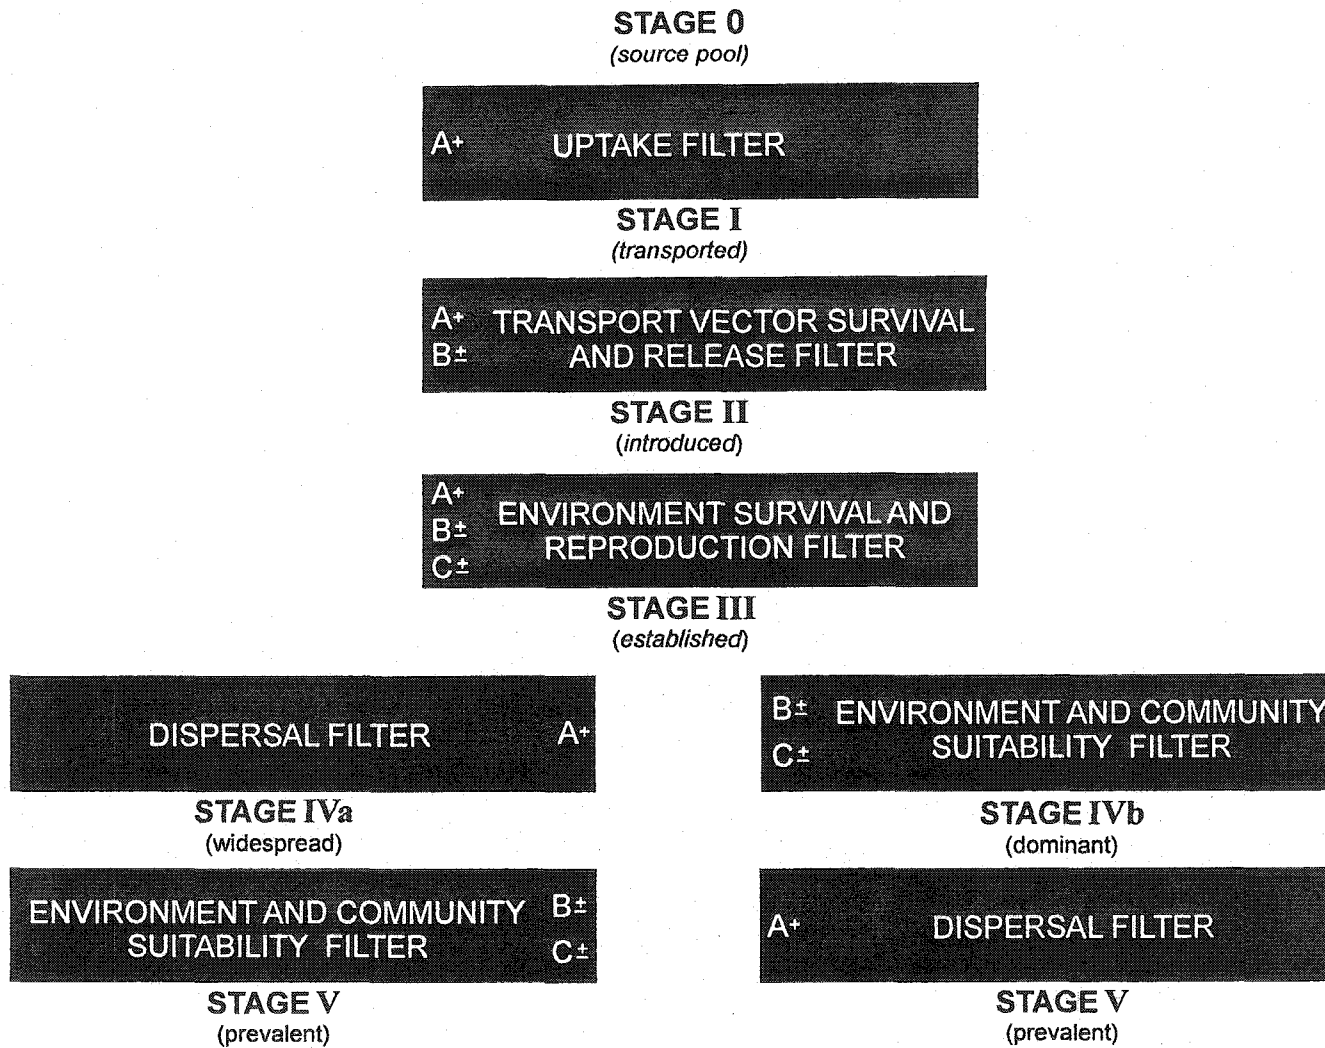 STAGE 0
(source pool)
A+
UPTAKE FILTER
STAGE I
(transported)
A+
B±
TRANSPORT VECTOR SURVIVAL
AND RELEASE FILTER
STAGE II
(introduced)
A+
B±
C±
ENVIRONMENT SURVIVAL AND
REPRODUCTION FILTER
STAGE III
(established)
DISPERSAL FILTER
A+
STAGE IVa
(widespread)
ENVIRONMENT AND COMMUNITY
SUITABILITY FILTER
B±
C±
STAGE V
(prevalent)
B±
C±
ENVIRONMENT AND COMMUNITY
SUITABILITY FILTER
STAGE IVb
(dominant)
A+
DISPERSAL FILTER
STAGE V
(prevalent)